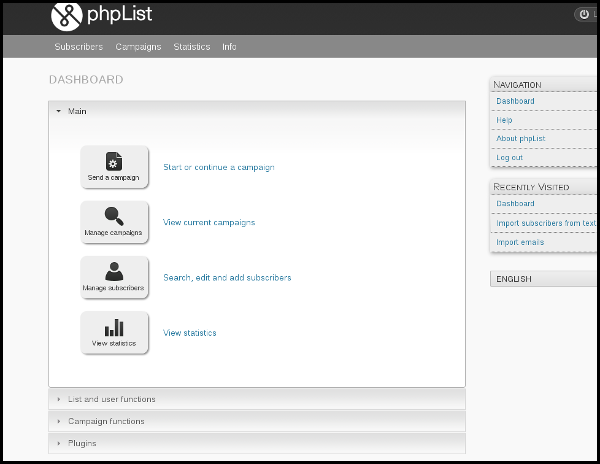 phpList
Subscribers Campaigns Statistics Info
DASHBOARD
Main
Send a campaign
Start or continue a campaign
Manage campaigns
View current campaigns
Manage subscribers
Search, edit and add subscribers
View statistics
View statistics
List and user functions
Campaign functions
Plugins
NAVIGATION
Dashboard
Help
About phpList
Log out
RECENTLY VISITED
Dashboard
Import subscribers from text
Import emails
ENGLISH